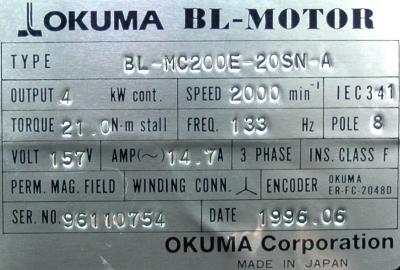 OKUMA BL-MOTOR
TYPE BL-MC200E-20SN-A
OUTPUT 4 kW cont. SPEED 2000 min⁻¹ IEC341
TORQUE 21.0 N-m stall FREQ. 133 Hz POLE 8
VOLT 157V AMP(~) 14.7A 3 PHASE INS. CLASS F
PERM. MAG. FIELD WINDING CONN. ENCODER OKUMA ER-FC-2048D
SER.NO. 96110754 DATE 1996.06
OKUMA Corporation
MADE IN JAPAN